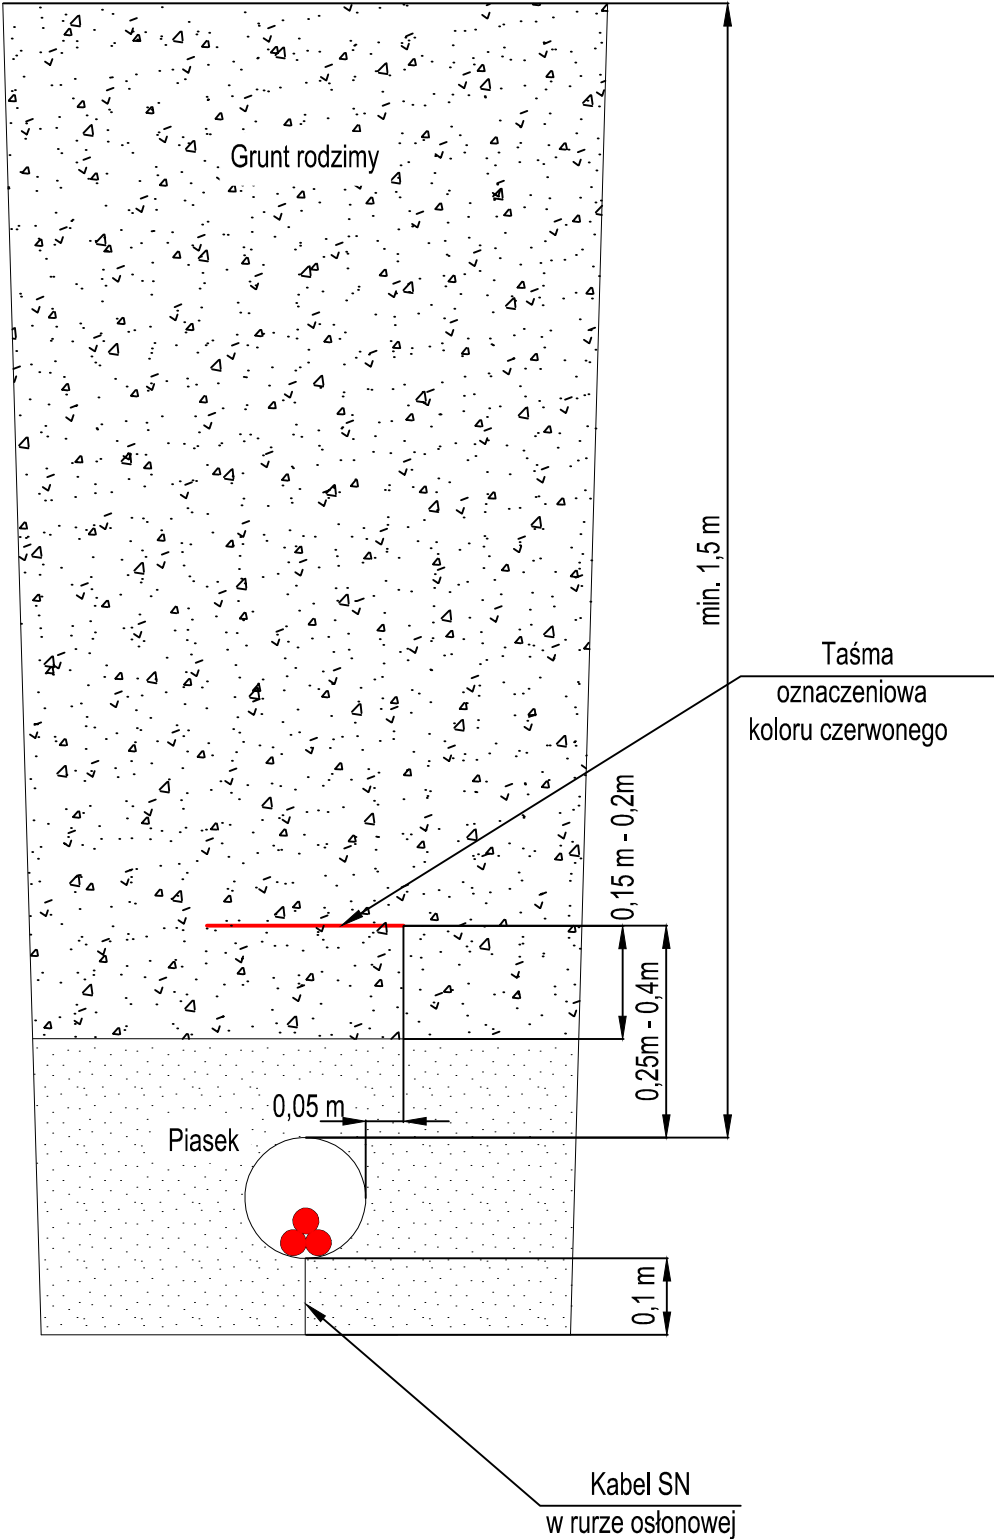 Grunt rodzimy
min. 1,5 m
Taśma
oznaczeniowa
koloru czerwonego
0,15 m - 0,2m
0,25m - 0,4m
0,05 m
Piasek
0,1 m
Kabel SN
w rurze osłonowej